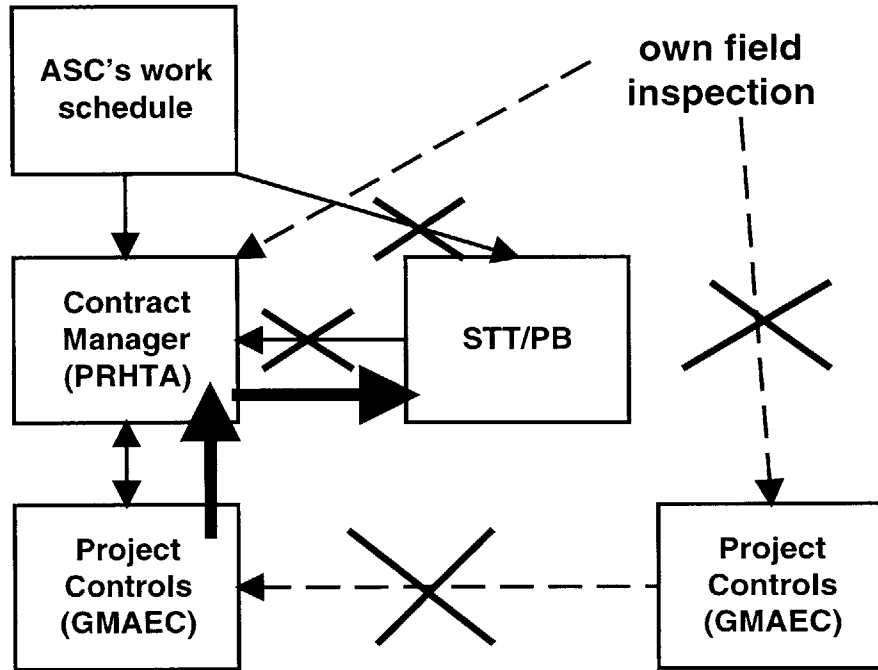 ASC's work
schedule
own field
inspection
Contract
Manager
(PRHTA)
STT/PB
Project
Controls
(GMAEC)
Project
Controls
(GMAEC)